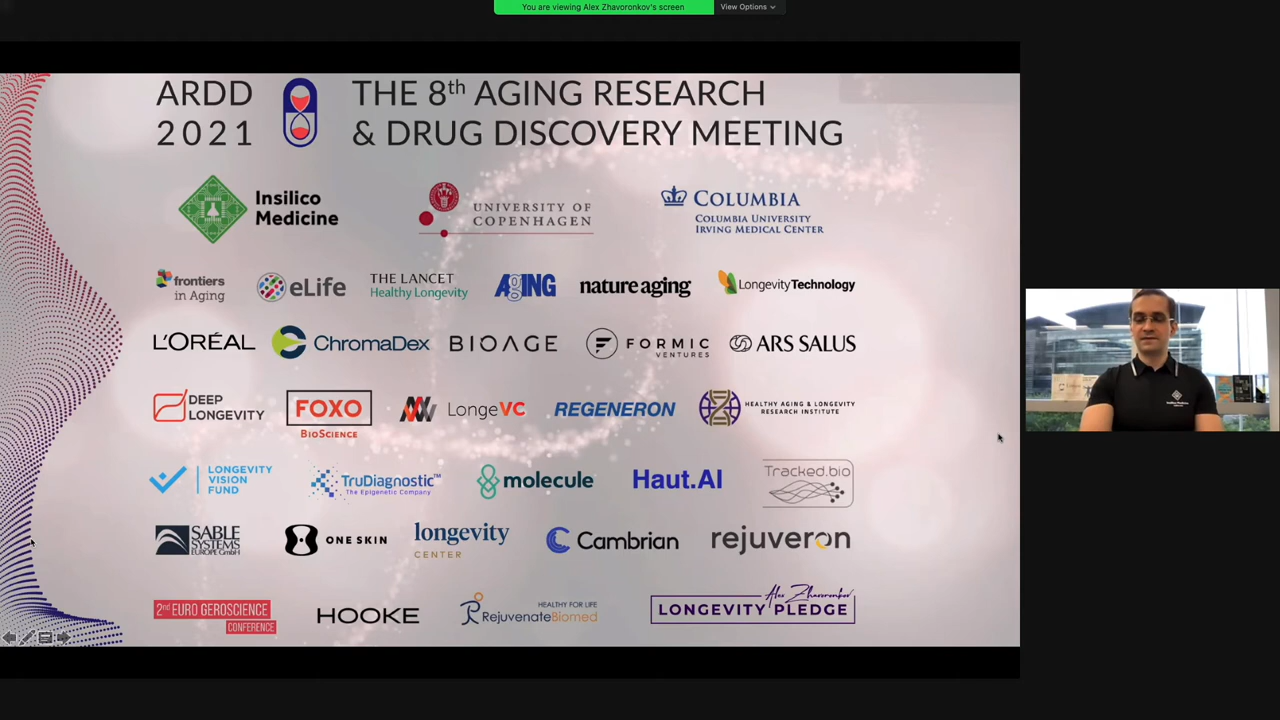 You are viewing Alex Zhavoronkov's screen
View Options
ARDD
2021
THE 8th AGING RESEARCH
& DRUG DISCOVERY MEETING
Insilico
Medicine
UNIVERSITY OF
COPENHAGEN
COLUMBIA
COLUMBIA UNIVERSITY
IRVING MEDICAL CENTER
frontiers
in Aging
eLife
THE LANCET
Healthy Longevity
AgiNG
nature aging
LongevityTechnology
L'ORÉAL
ChromaDex
BIOAGE
FORMIC
VENTURES
ARS SALUS
DEEP
LONGEVITY
FOXO
BIOSCIENCE
LongeVC
REGENERON
HEALTHY AGING & LONGEVITY
RESEARCH INSTITUTE
LONGEVITY
VISION
FUND
TruDiagnostic™
The Epigenetic Company
molecule
Haut.AI
Tracked.bio
SABLE
SYSTEMS
EUROPE GmbH
ONE SKIN
longevity
CENTER
Cambrian
rejuveron
2nd EURO GEROSCIENCE
CONFERENCE
HOOKE
HEALTHY FOR LIFE
RejuvenateBiomed
Alex Zhavoronkov
LONGEVITY PLEDGE
Insilico Medicine